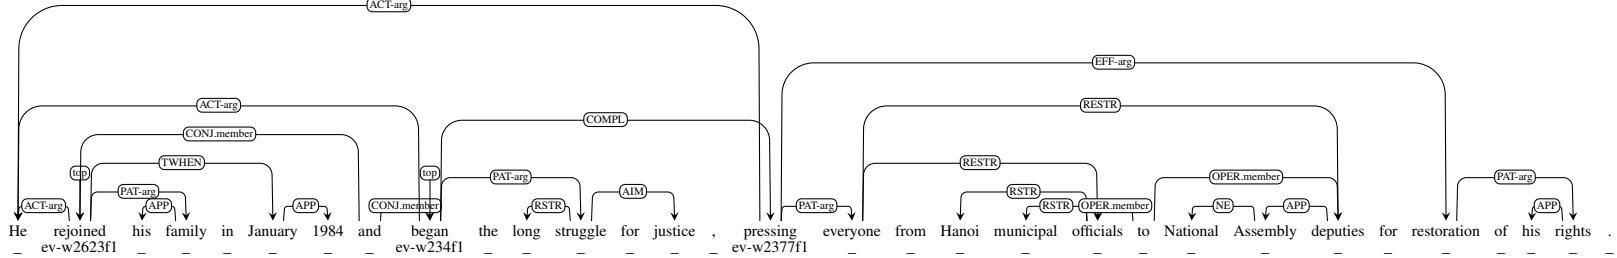 ACT-arg
EFF-arg
ACT-arg RESTR
COMPL
CONJ.member
TWHEN RESTR
top top
PAT-arg OPER.member PAT-arg
PAT-arg AIM RSTR
ACT-arg APP APP CONJ.member RSTR PAT-arg RSTR OPER.member NE APP APP
He rejoined his family in January 1984 and began the long struggle for justice , pressing everyone from Hanoi municipal officials to National Assembly deputies for restoration of his rights .
ev-w2623f1 ev-w234f1 ev-w2377f1
_ _ _ _ _ _ _ _ _ _ _ _ _ _ _ _ _ _ _ _ _ _ _ _ _ _ _ _ _ _